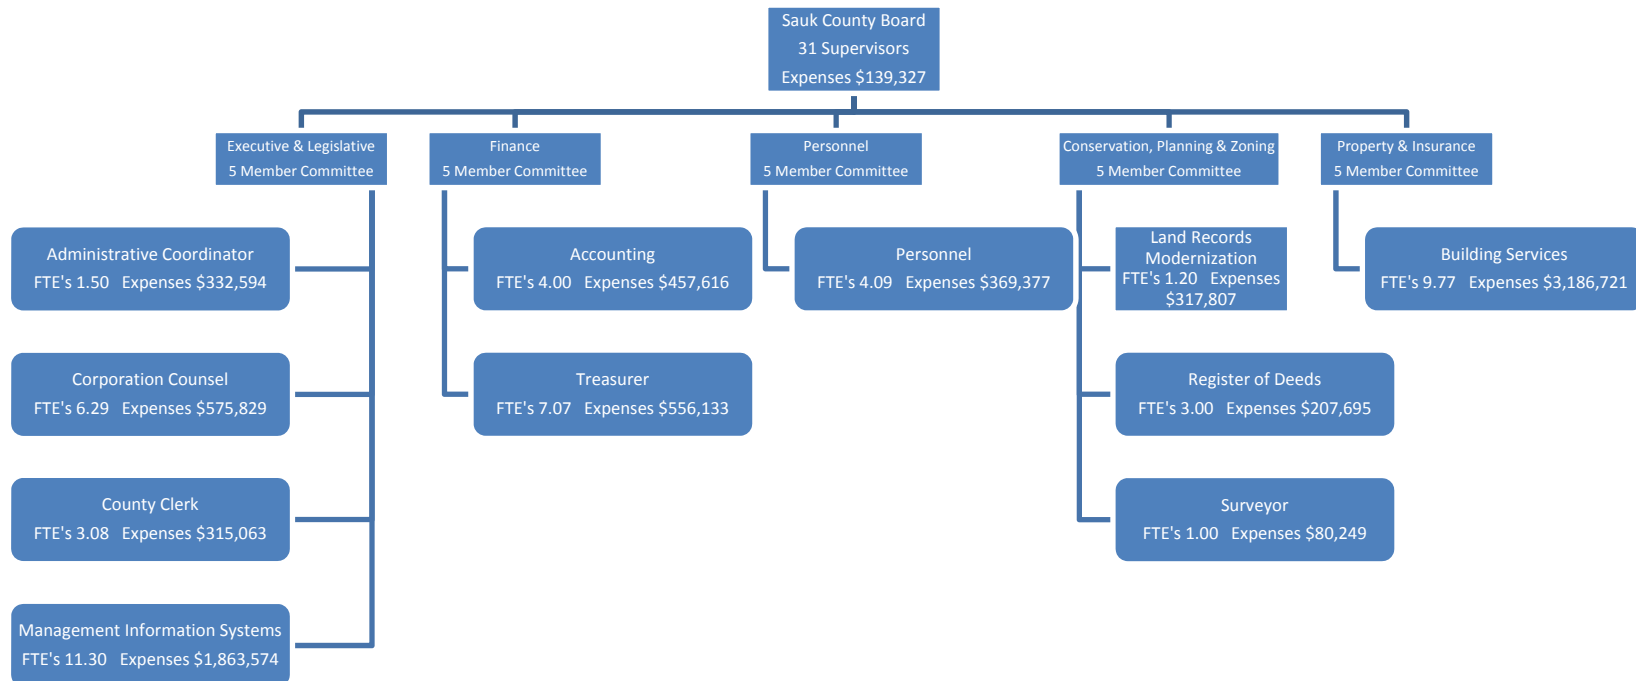 Sauk County Board
31 Supervisors
Expenses $139,327
Executive & Legislative
5 Member Committee
Finance
5 Member Committee
Personnel
5 Member Committee
Conservation, Planning & Zoning
5 Member Committee
Property & Insurance
5 Member Committee
Administrative Coordinator
FTE's 1.50 Expenses $332,594
Accounting
FTE's 4.00 Expenses $457,616
Personnel
FTE's 4.09 Expenses $369,377
Land Records
Modernization
FTE's 1.20 Expenses
$317,807
Building Services
FTE's 9.77 Expenses $3,186,721
Corporation Counsel
FTE's 6.29 Expenses $575,829
Treasurer
FTE's 7.07 Expenses $556,133
Register of Deeds
FTE's 3.00 Expenses $207,695
County Clerk
FTE's 3.08 Expenses $315,063
Surveyor
FTE's 1.00 Expenses $80,249
Management Information Systems
FTE's 11.30 Expenses $1,863,574